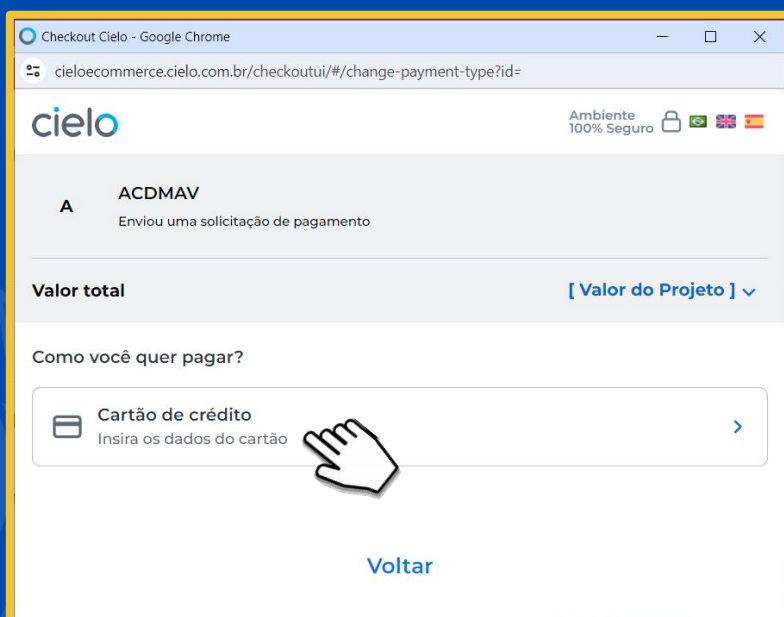 Checkout Cielo - Google Chrome
cieloecommerce.cielo.com.br/checkoutui/#/change-payment-type?id=
cielo
Ambiente
100% Seguro
A
ACDMAV
Enviou uma solicitação de pagamento
Valor total
[ Valor do Projeto ]
Como você quer pagar?
Cartão de crédito
Insira os dados do cartão
Voltar